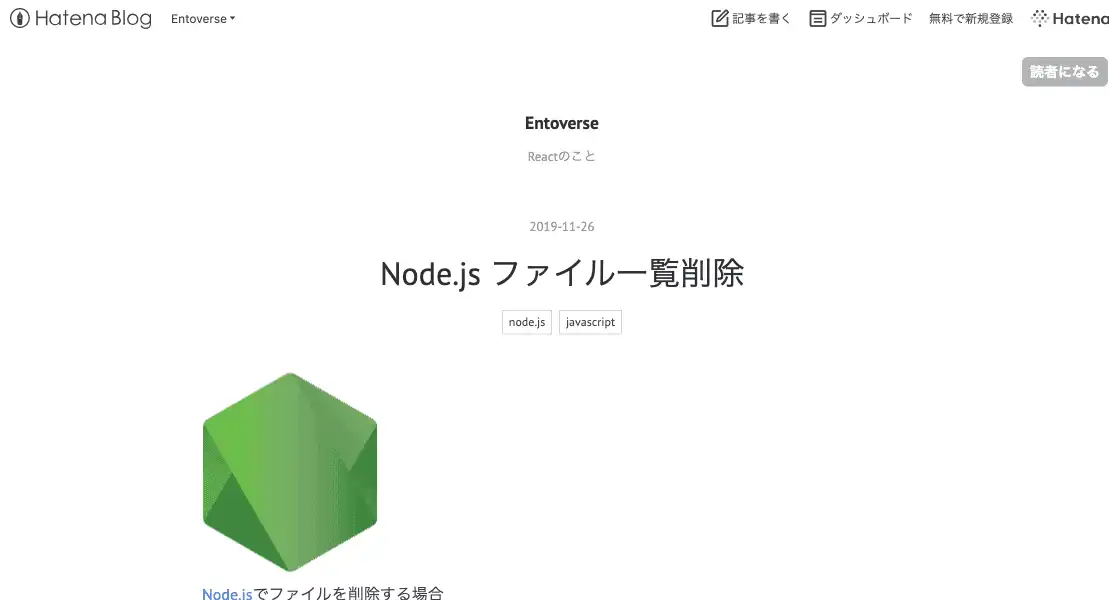 Hatena Blog Entoverse 記事を書く ダッシュボード 無料で新規登録 Hatena
読者になる
Entoverse
Reactのこと
2019-11-26
Node.js ファイル一覧削除
node.js javascript
Node.jsでファイルを削除する場合